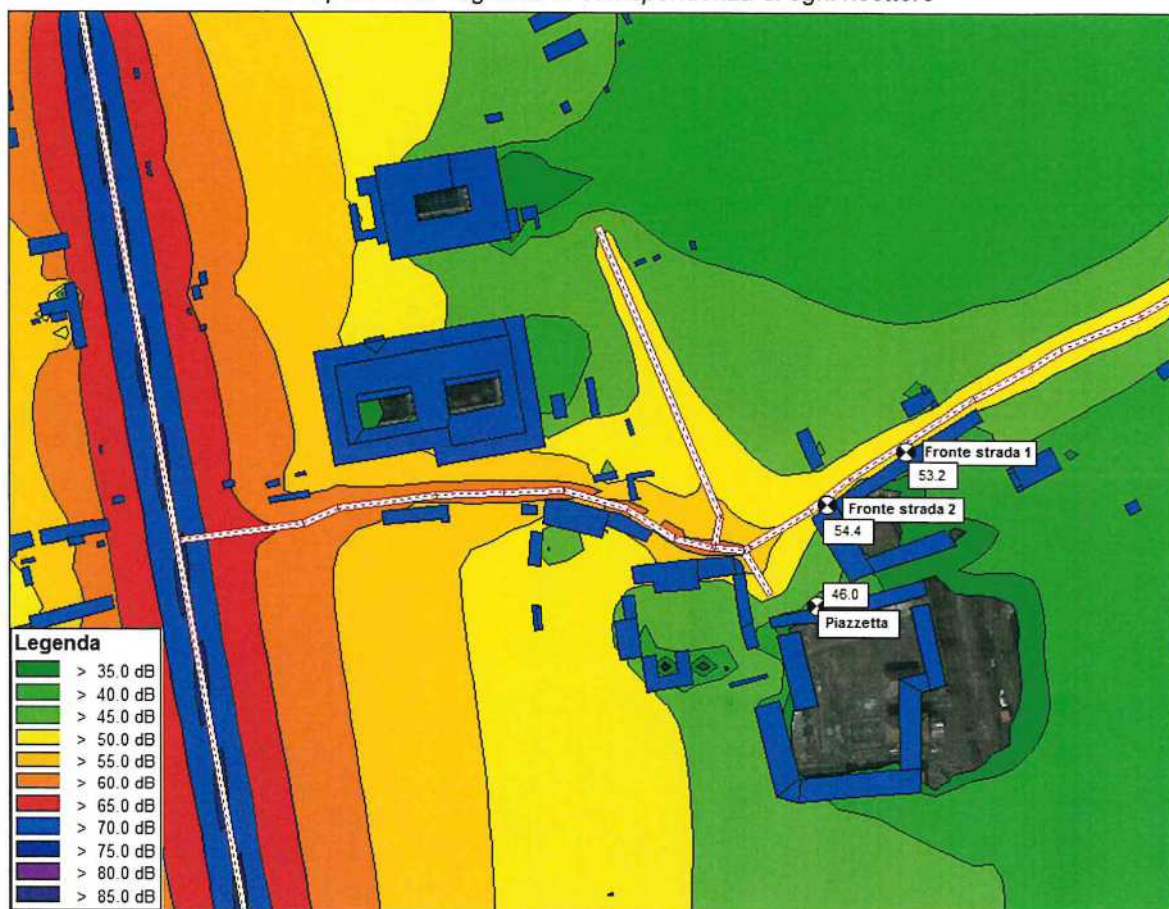 Fronte strada 1
53.2
Fronte strada 2
54.4
46.0
Piazzetta
Legenda
> 35.0 dB
> 40.0 dB
> 45.0 dB
> 50.0 dB
> 55.0 dB
> 60.0 dB
> 65.0 dB
> 70.0 dB
> 75.0 dB
> 80.0 dB
> 85.0 dB